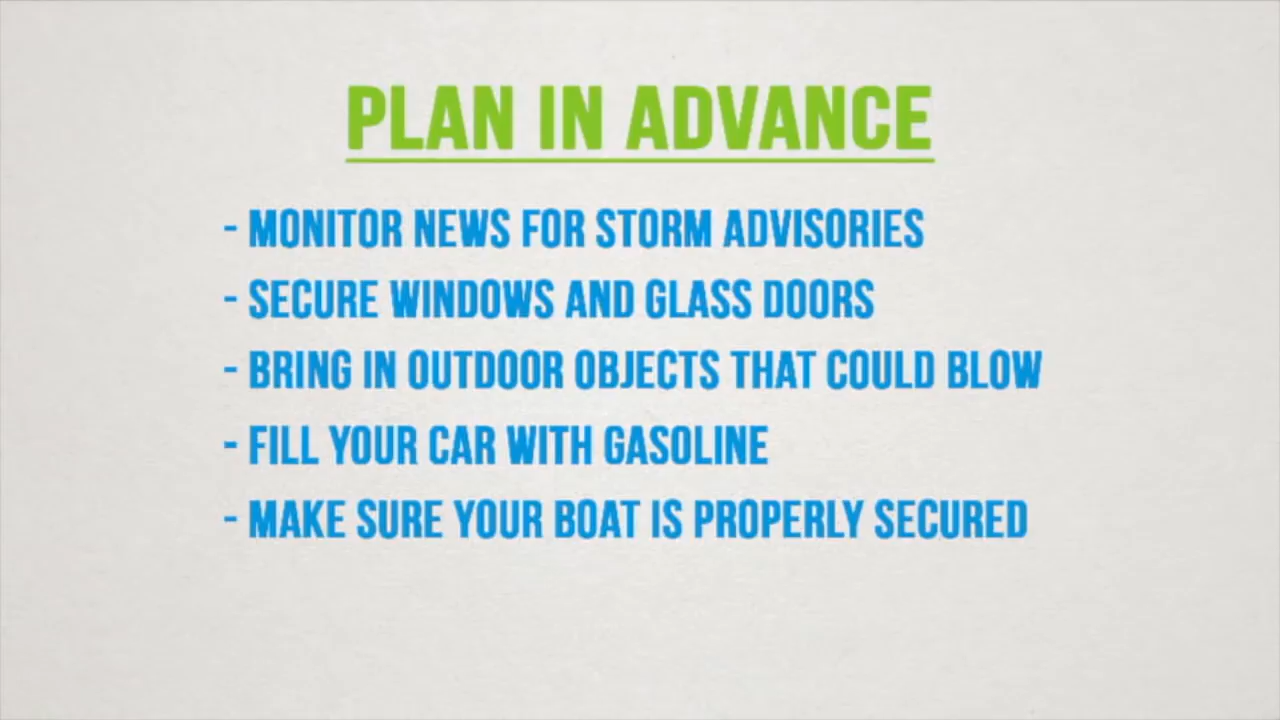 PLAN IN ADVANCE
- MONITOR NEWS FOR STORM ADVISORIES
- SECURE WINDOWS AND GLASS DOORS
- BRING IN OUTDOOR OBJECTS THAT COULD BLOW
- FILL YOUR CAR WITH GASOLINE
- MAKE SURE YOUR BOAT IS PROPERLY SECURED